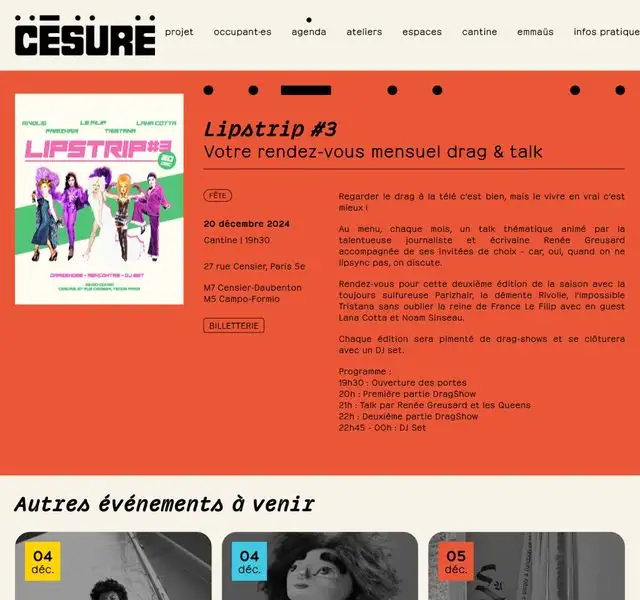 CESURE
projet occupant·es agenda ateliers espaces cantine emmaüs infos pratique
RIVOLIE LE FILIP LANA COTTA
PARIZHAIR TRISTANA
LIPSTRIP#3
DRAGSHOWS - RENCONTRE - DJ SET
Lipstrip #3
Votre rendez-vous mensuel drag & talk
FÊTE
20 décembre 2024
Cantine | 19h30
27 rue Censier, Paris 5e
M7 Censier-Daubenton
M5 Campo-Formio
BILLETTERIE
Regarder le drag à la télé c'est bien, mais le vivre en vrai c'est
mieux !
Au menu, chaque mois, un talk thématique animé par la
talentueuse journaliste et écrivaine Renée Greusard
accompagnée de ses invitées de choix - car, oui, quand on ne
lipsync pas, on discute.
Rendez-vous pour cette deuxième édition de la saison avec la
toujours sulfureuse Parizhair, la démente Rivolie, l'impossible
Tristana sans oublier la reine de France Le Filip avec en guest
Lana Cotta et Noam Sinseau.
Chaque édition sera pimenté de drag-shows et se clôturera
avec un DJ set.
Programme :
19h30 : Ouverture des portes
20h : Première partie DragShow
21h : Talk par Renée Greusard et les Queens
22h : Deuxième partie DragShow
22h45 - 00h : DJ Set
Autres événements à venir
04
déc.
04
déc.
05
déc.